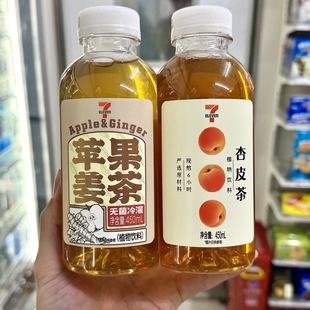 7
ELEVEN
Apple&Ginger
苹果
姜茶
无菌冷灌
净含量:450mL
(植物饮料)
7
ELEVEN
杏皮茶
植物饮料
现熬6小时
严选原材料
净含量:450mL